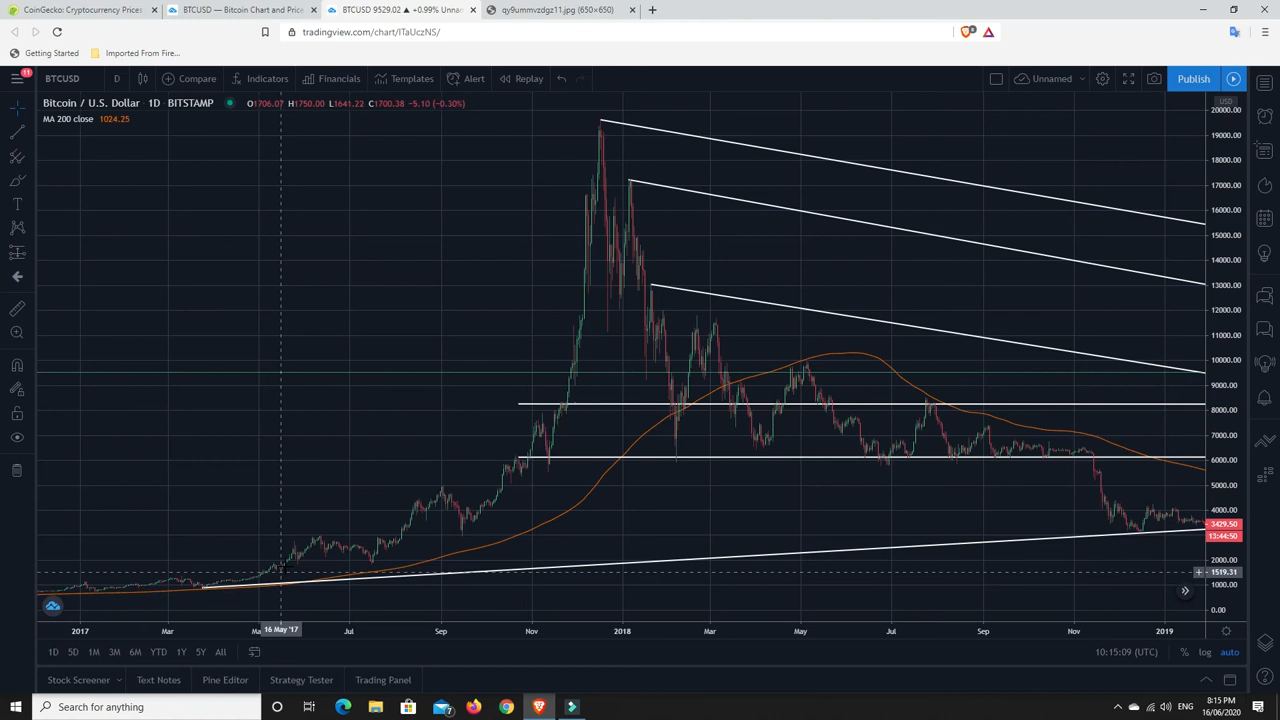 CoinGecko: Cryptocurrency Prices
BTCUSD — Bitcoin Chart and Price
BTCUSD 9529.02 ▲ +0.99% Unna
qy9ummvzdgz11.jpg (650×650)
tradingview.com/chart/ITaUczNS/
Getting Started
Imported From Fire...
11
BTCUSD
D
Compare
Indicators
Financials
Templates
Alert
Replay
Unnamed
Publish
Bitcoin / U.S. Dollar · 1D · BITSTAMP
O1706.07 H1750.00 L1641.22 C1700.38 −5.10 (−0.30%)
MA 200 close 1024.25
USD
20000.00
19000.00
18000.00
17000.00
16000.00
15000.00
14000.00
13000.00
12000.00
11000.00
10000.00
9000.00
8000.00
7000.00
6000.00
5000.00
4000.00
3429.50
13:44:50
2000.00
1519.31
1000.00
0.00
2017
Mar
Ma
16 May '17
Jul
Sep
Nov
2018
Mar
May
Jul
Sep
Nov
2019
1D
5D
1M
3M
6M
YTD
1Y
5Y
All
10:15:09 (UTC)
%
log
auto
Stock Screener
Text Notes
Pine Editor
Strategy Tester
Trading Panel
Search for anything
7
ENG
8:15 PM
16/06/2020